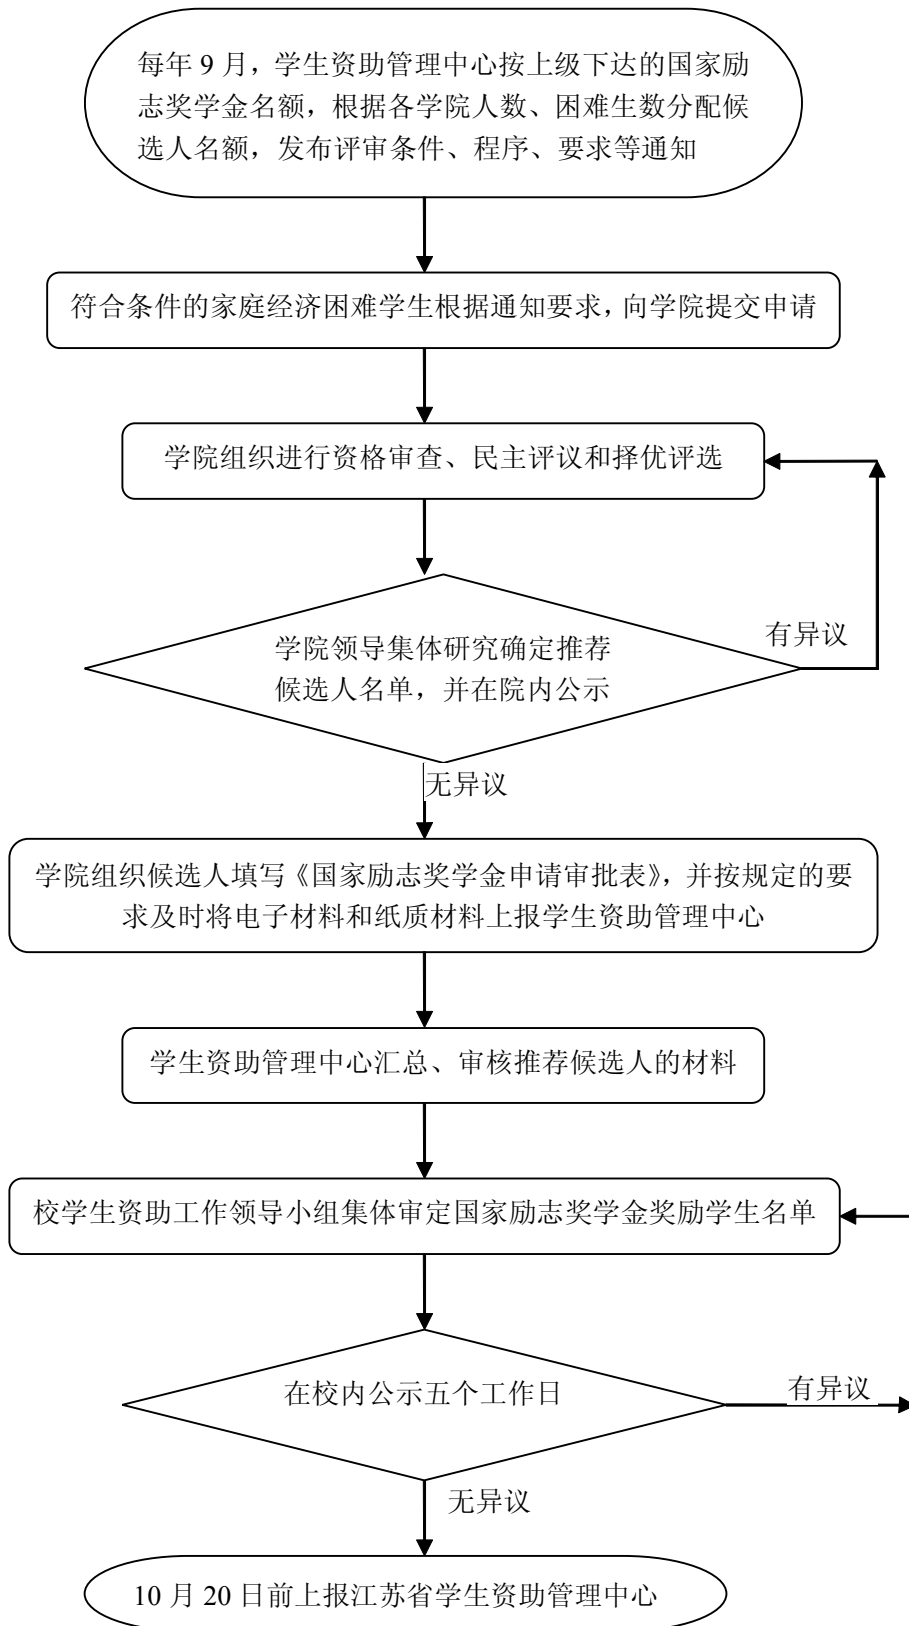 每年 9 月，学生资助管理中心按上级下达的国家励
志奖学金名额，根据各学院人数、困难生数分配候
选人名额，发布评审条件、程序、要求等通知
符合条件的家庭经济困难学生根据通知要求，向学院提交申请
学院组织进行资格审查、民主评议和择优评选
学院领导集体研究确定推荐
候选人名单，并在院内公示
有异议
无异议
学院组织候选人填写《国家励志奖学金申请审批表》，并按规定的要
求及时将电子材料和纸质材料上报学生资助管理中心
学生资助管理中心汇总、审核推荐候选人的材料
校学生资助工作领导小组集体审定国家励志奖学金奖励学生名单
在校内公示五个工作日
有异议
无异议
10 月 20 日前上报江苏省学生资助管理中心